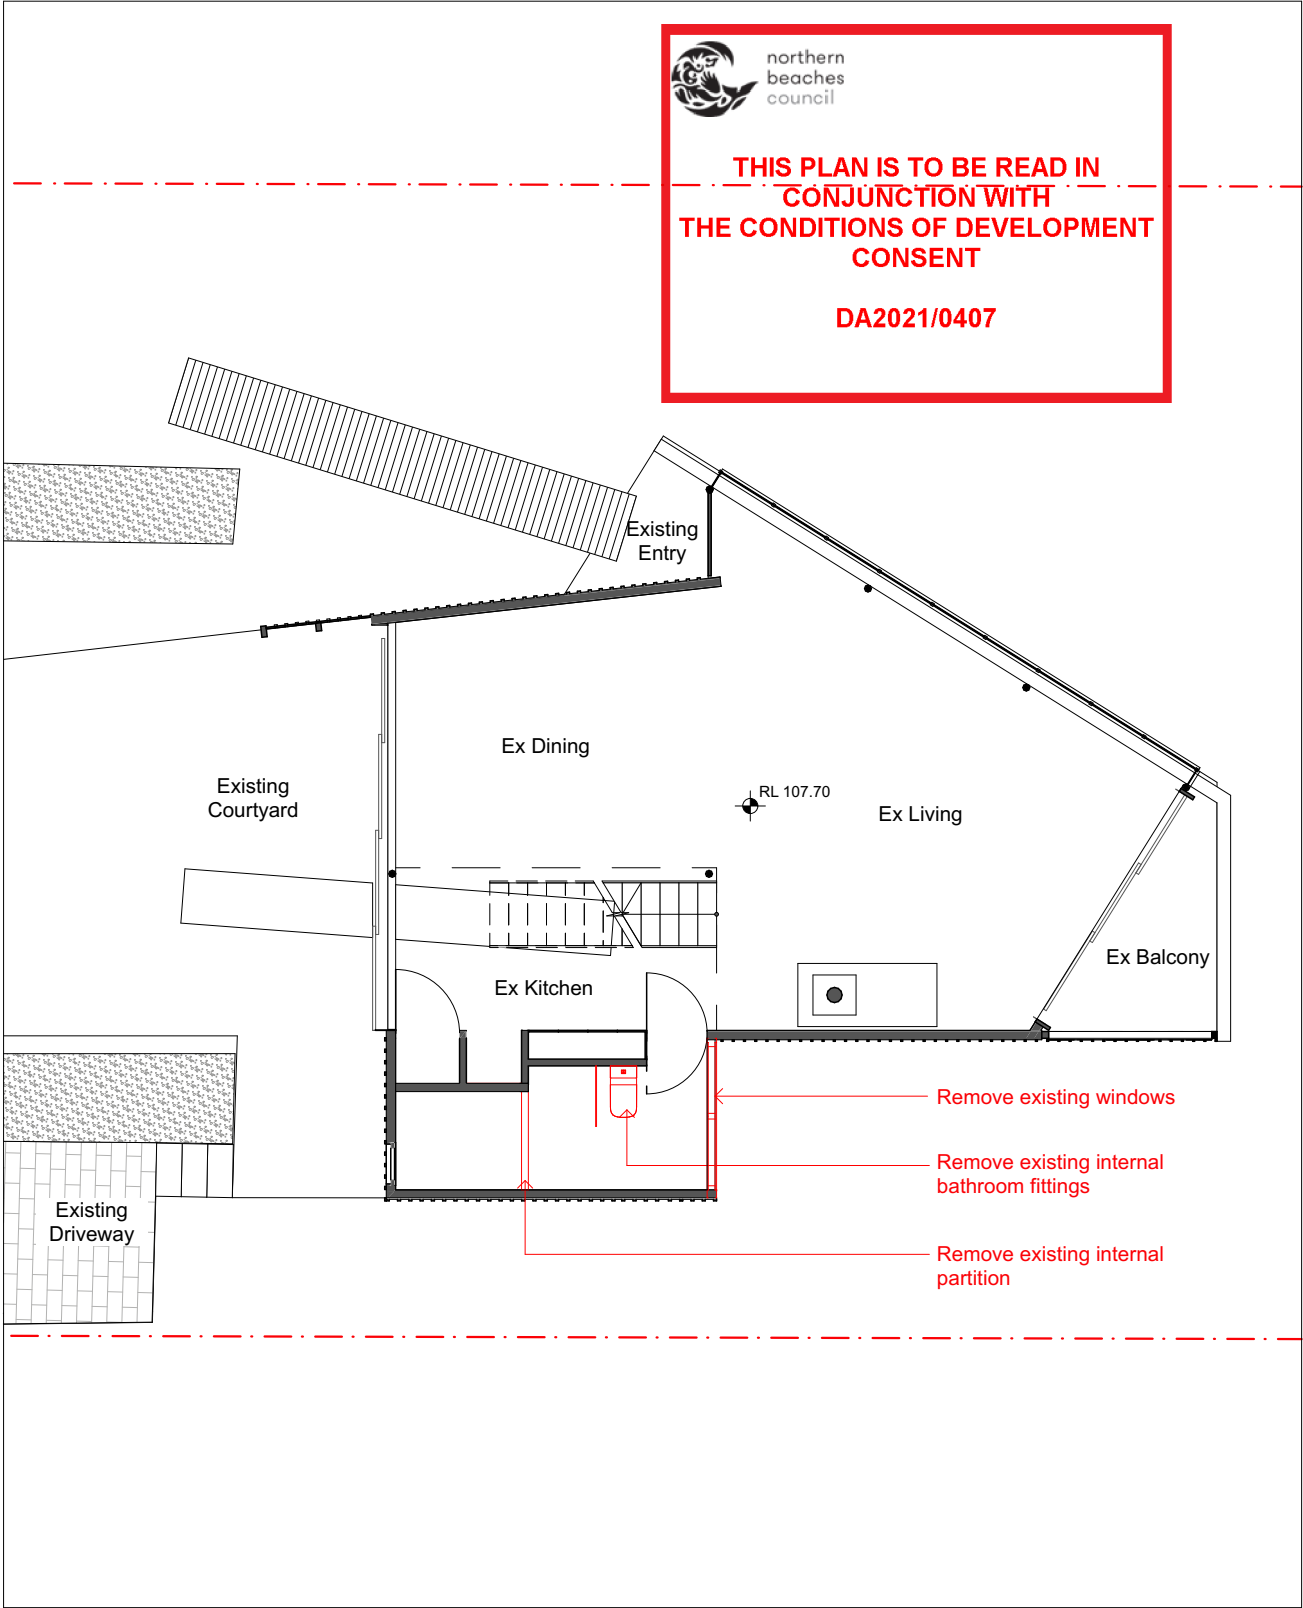 northern
beaches
council
THIS PLAN IS TO BE READ IN
CONJUNCTION WITH
THE CONDITIONS OF DEVELOPMENT
CONSENT
DA2021/0407
Existing
Entry
Ex Dining
Existing
Courtyard
RL 107.70
Ex Living
Ex Balcony
Ex Kitchen
Remove existing windows
Remove existing internal
bathroom fittings
Existing
Driveway
Remove existing internal
partition